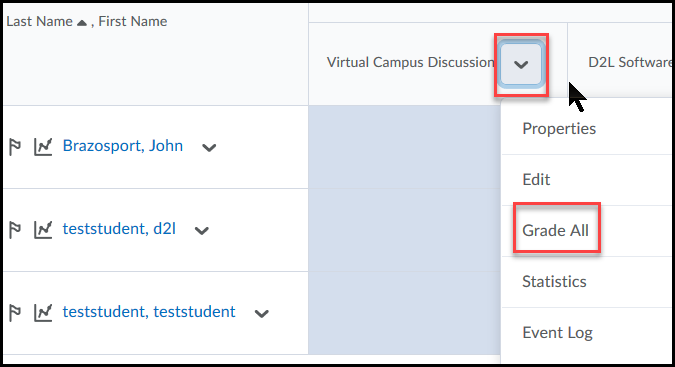 Last Name , First Name
Virtual Campus Discussion
D2L Software
Properties
Brazosport, John
Edit
teststudent, d2l
Grade All
Statistics
teststudent, teststudent
Event Log